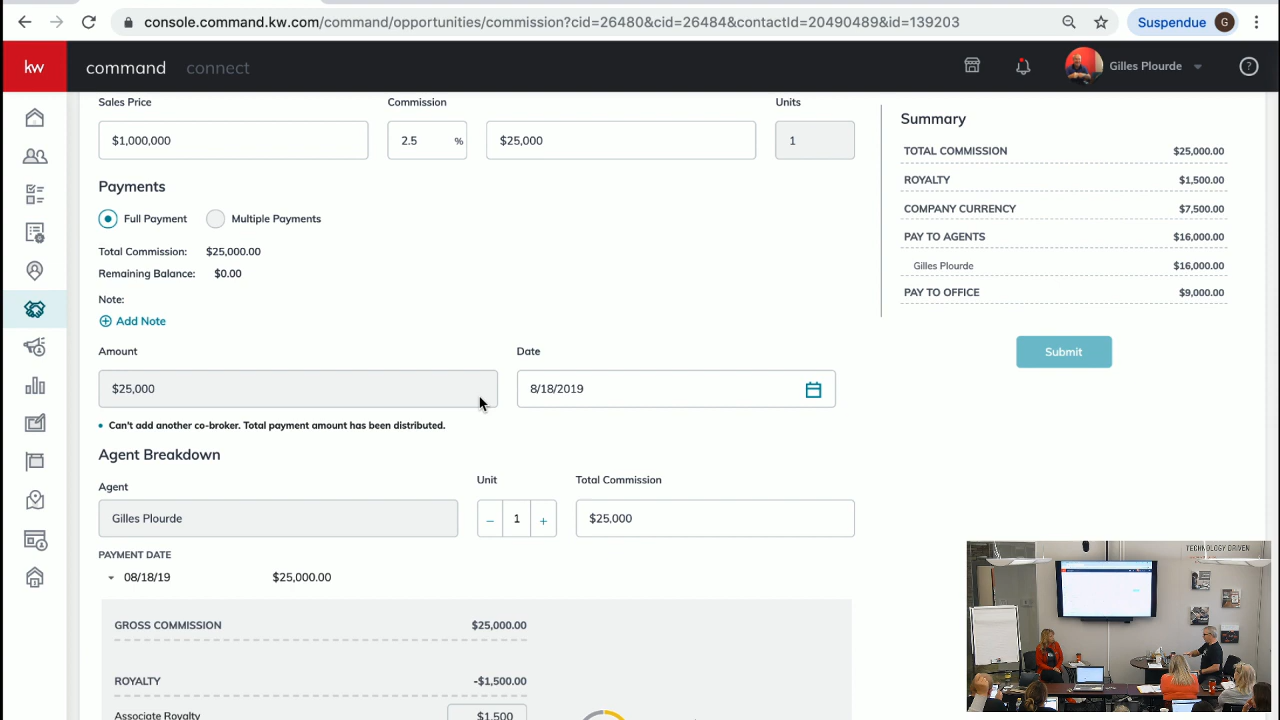 console.command.kw.com/command/opportunities/commission?cid=26480&cid=26484&contactId=20490489&id=139203
Suspendue G
kw command connect
Gilles Plourde
?
Sales Price
Commission
Units
$1,000,000
2.5 %
$25,000
1
Payments
Full Payment
Multiple Payments
Total Commission: $25,000.00
Remaining Balance: $0.00
Note:
Add Note
Amount
Date
$25,000
8/18/2019
• Can't add another co-broker. Total payment amount has been distributed.
Agent Breakdown
Agent
Unit
Total Commission
Gilles Plourde
– 1 +
$25,000
PAYMENT DATE
08/18/19
$25,000.00
GROSS COMMISSION
$25,000.00
ROYALTY
-$1,500.00
Associate Royalty
$1,500
Summary
TOTAL COMMISSION $25,000.00
ROYALTY $1,500.00
COMPANY CURRENCY $7,500.00
PAY TO AGENTS $16,000.00
Gilles Plourde $16,000.00
PAY TO OFFICE $9,000.00
Submit
TECHNOLOGY DRIVEN